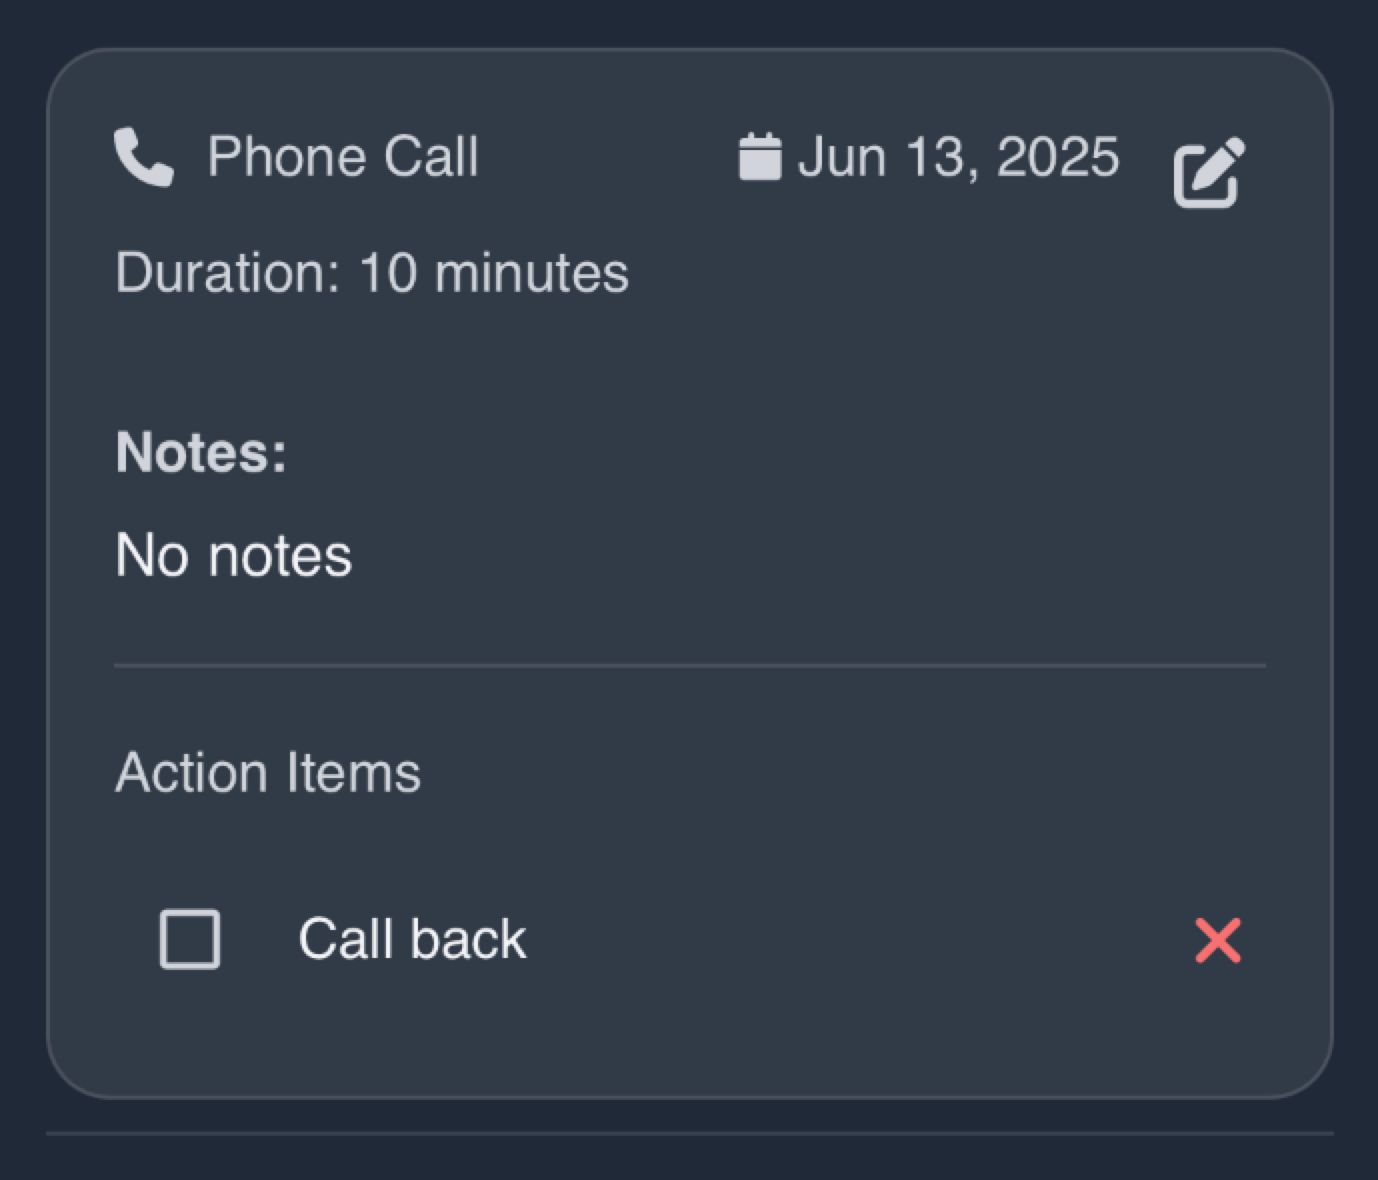 Phone Call Jun 13, 2025
Duration: 10 minutes
Notes:
No notes
Action Items
Call back